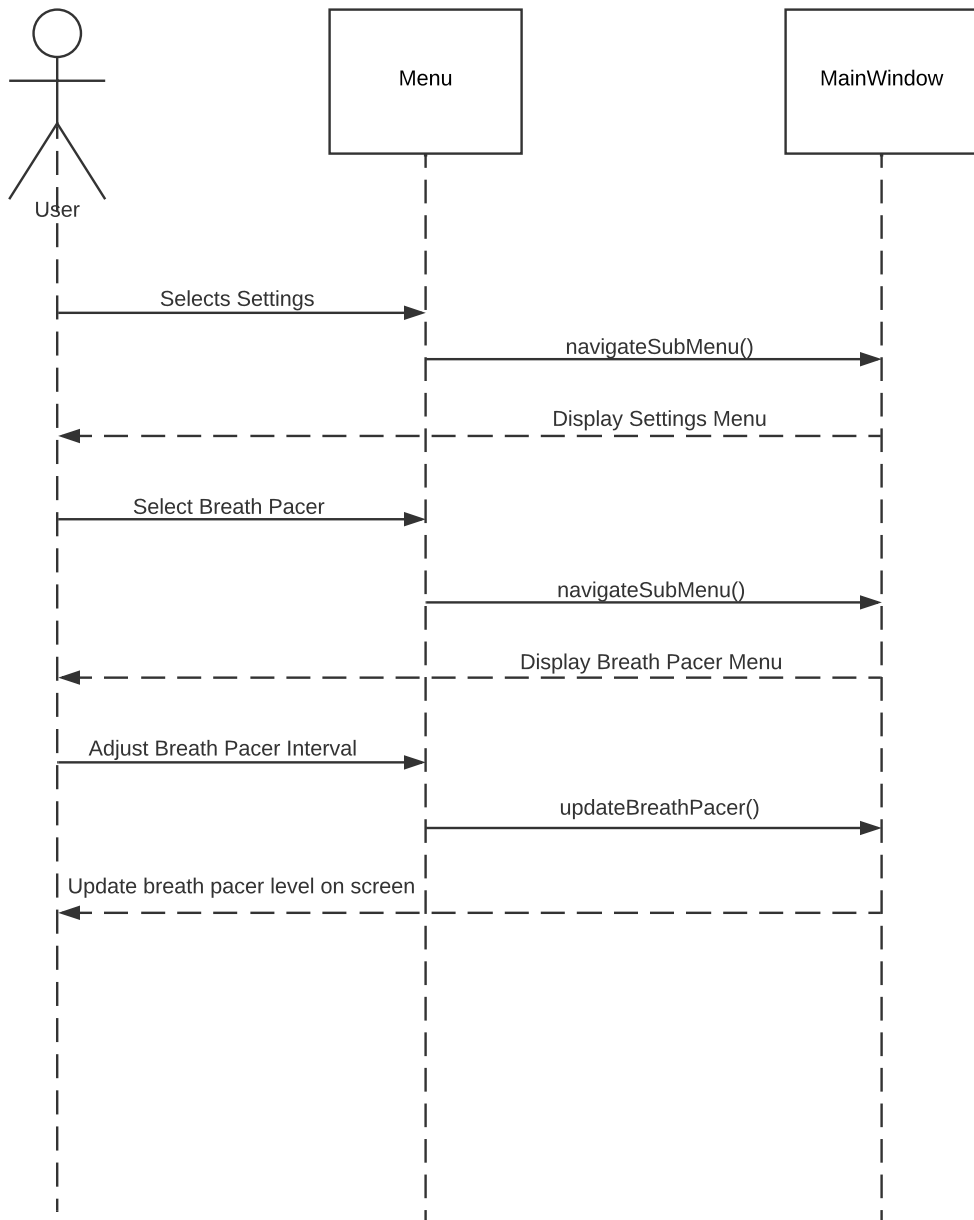 Menu
MainWindow
User
Selects Settings
navigateSubMenu()
Display Settings Menu
Select Breath Pacer
navigateSubMenu()
Display Breath Pacer Menu
Adjust Breath Pacer Interval
updateBreathPacer()
Update breath pacer level on screen